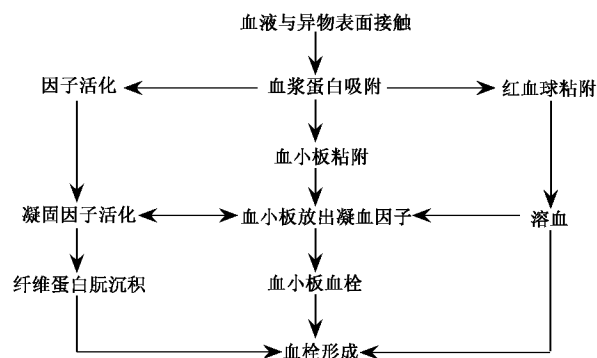 血液与异物表面接触
因子活化
血浆蛋白吸附
红血球粘附
血小板粘附
凝固因子活化
血小板放出凝血因子
溶血
纤维蛋白朊沉积
血小板血栓
血栓形成